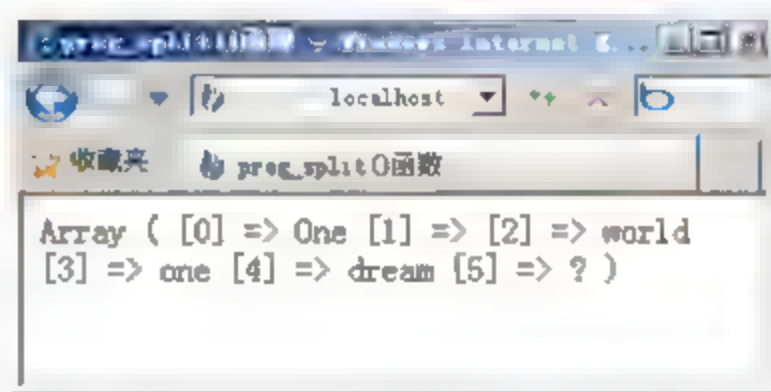 preg_split()函数 - Windows Internet E...
localhost
收藏夹
preg_split()函数
Array ( [0] => One [1] => [2] => world
[3] => one [4] => dream [5] => ? )